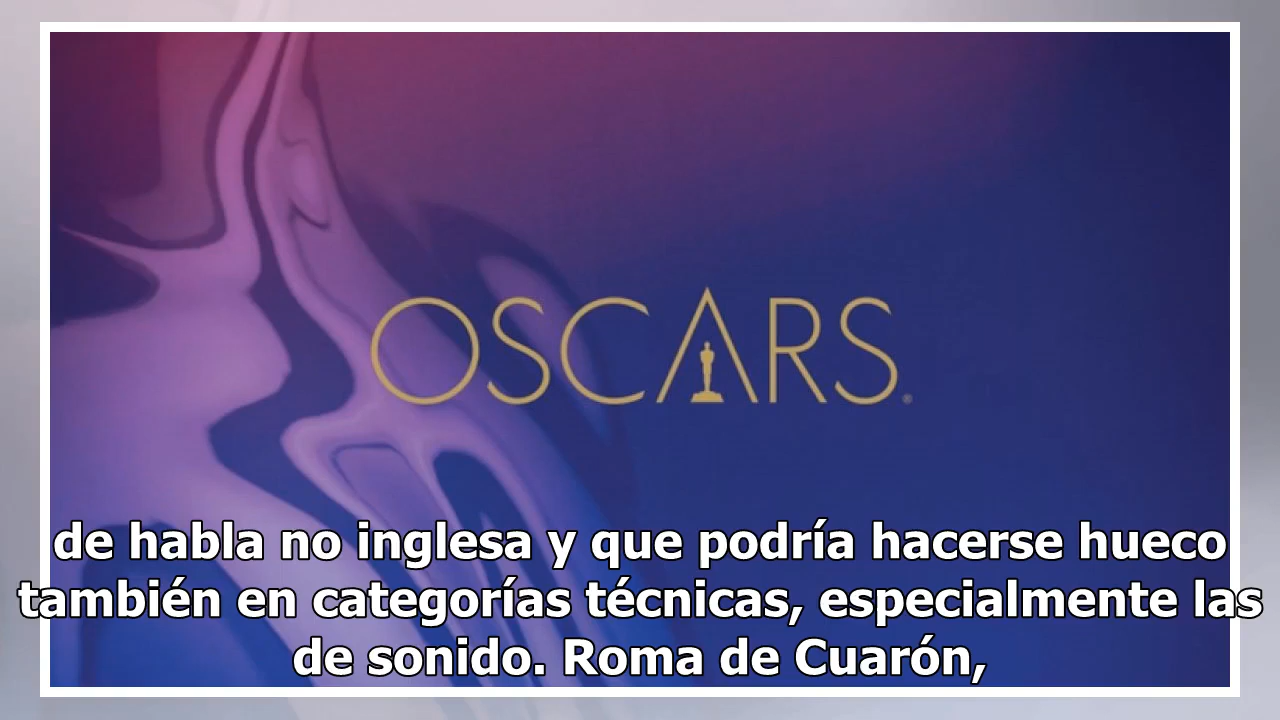 OSCARS®
de habla no inglesa y que podría hacerse hueco
también en categorías técnicas, especialmente las
de sonido. Roma de Cuarón,